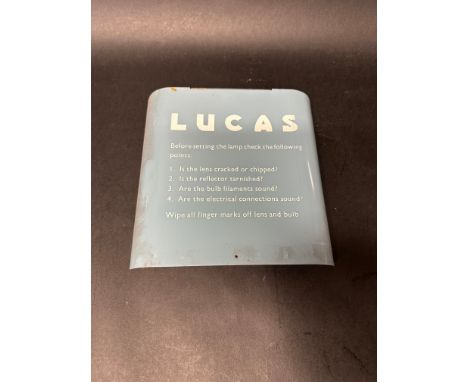 LUCAS
Before setting the lamp check the following
points
1. Is the lens cracked or chipped?
2. Is the reflector tarnished?
3. Are the bulb filaments sound?
4. Are the electrical connections sound?
Wipe all finger marks off lens and bulb